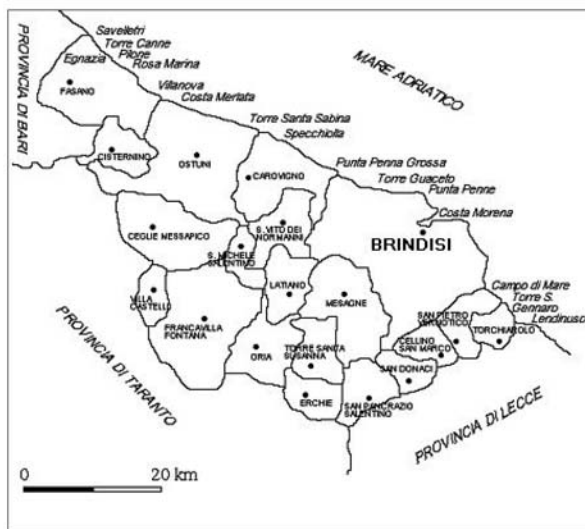 Savelletri
Torre Canne
Pilone
Rosa Marina
Egnazia
PROVINCIA DI BARI
FASANO
MARE ADRIATICO
Villanova
Costa Merlata
Torre Santa Sabina
Specchiolla
CISTERNINO
OSTUNI
CAROVIGNO
Punta Penna Grossa
Torre Guaceto
Punta Penne
Costa Morena
CEGLIE MESSAPICO
S. VITO DEI
NORMANNI
BRINDISI
S. MICHELE
SALENTINO
VILLA
CASTELLI
LATIANO
MESAGNE
Campo di Mare
Torre S.
Gennaro
Lendinuso
FRANCAVILLA
FONTANA
SAN PIETRO
VERNOTICO
TORCHIAROLO
CELLINO
SAN MARCO
ORIA
TORRE SANTA
SUSANNA
SAN DONACI
ERCHIE
SAN PANCRAZIO
SALENTINO
PROVINCIA DI TARANTO
PROVINCIA DI LECCE
0 20 km